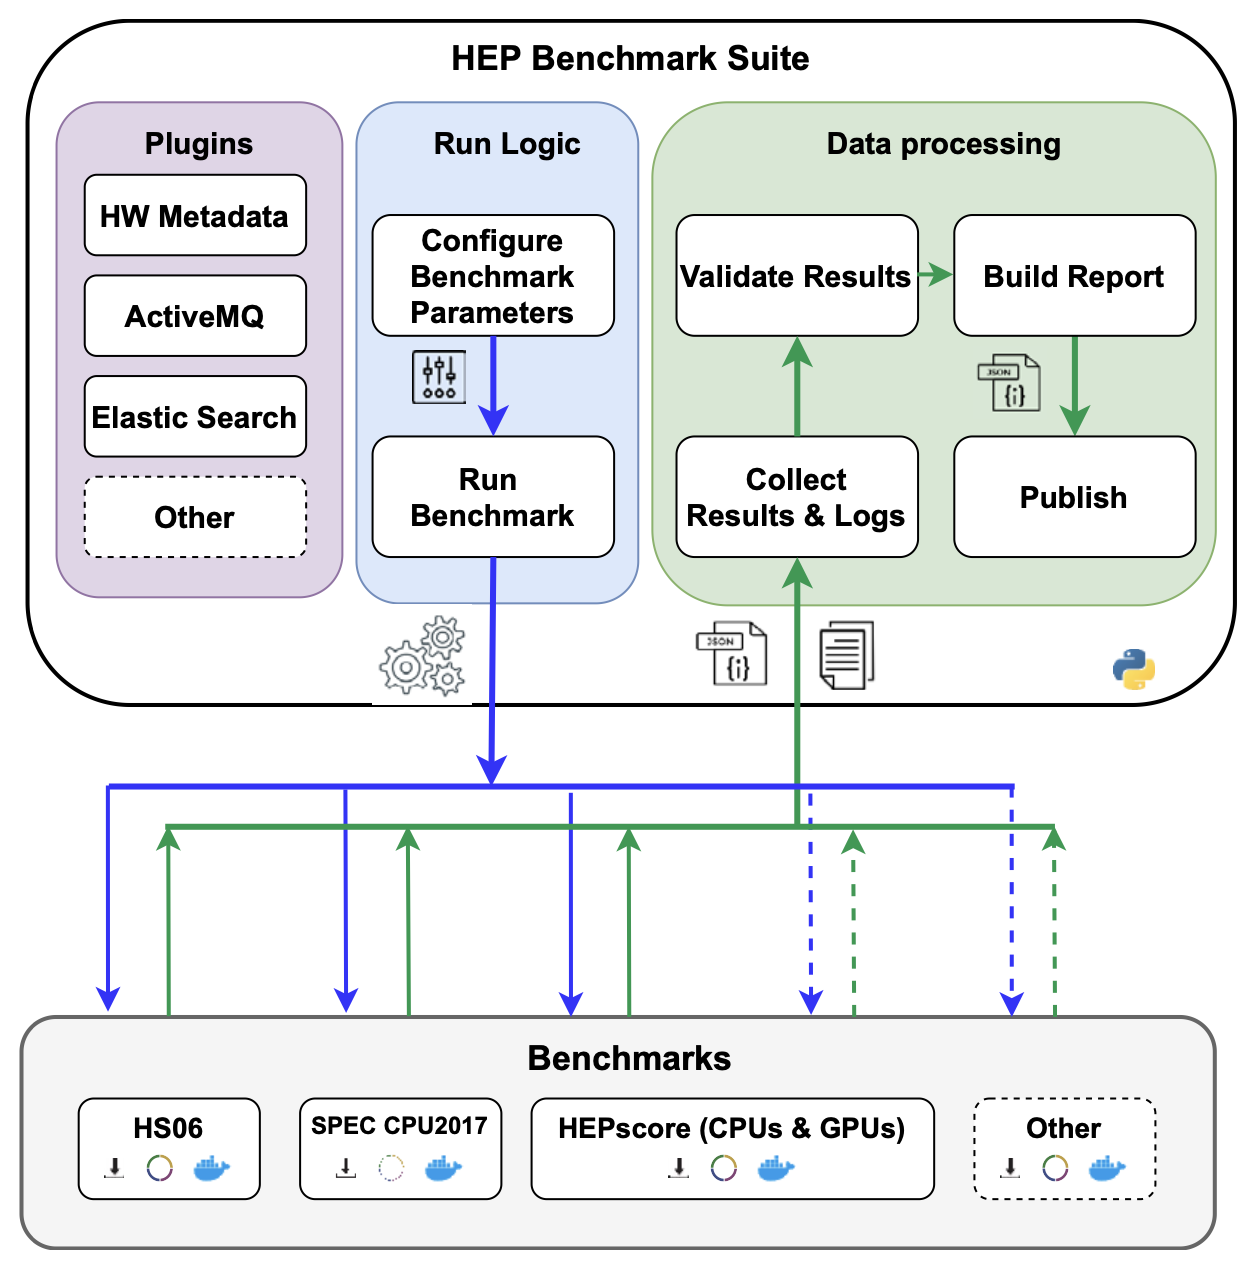 HEP Benchmark Suite
Plugins
HW Metadata
ActiveMQ
Elastic Search
Other
Run Logic
Configure
Benchmark
Parameters
Run
Benchmark
Data processing
Validate Results
Build Report
JSON
{i}
Collect
Results & Logs
Publish
JSON
{i}
Benchmarks
HS06
SPEC CPU2017
HEPscore (CPUs & GPUs)
Other